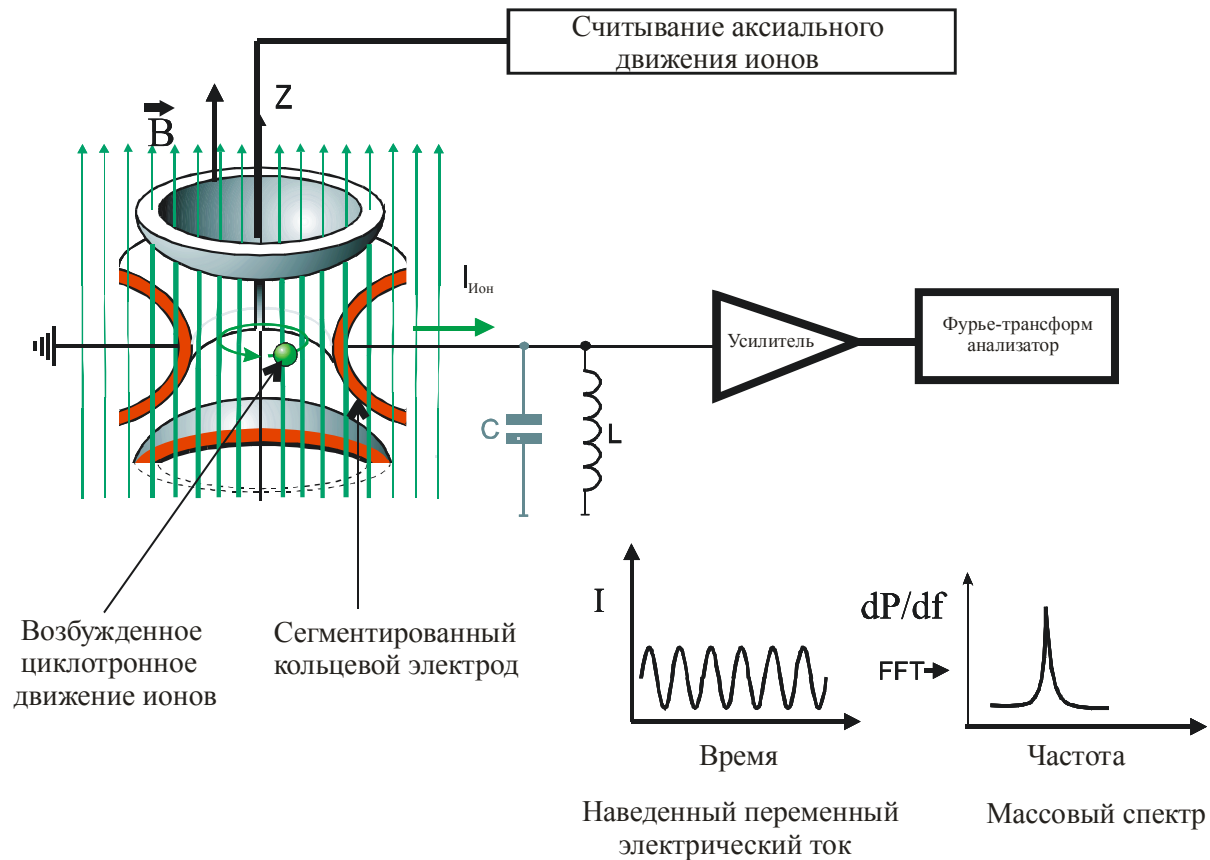 Считывание аксиального
движения ионов
Z
B
I Ион
Усилитель
Фурье-трансформ
анализатор
C
L
Возбужденное
циклотронное
движение ионов
Сегментированный
кольцевой электрод
I
dP/df
FFT
Время
Частота
Наведенный переменный
электрический ток
Массовый спектр